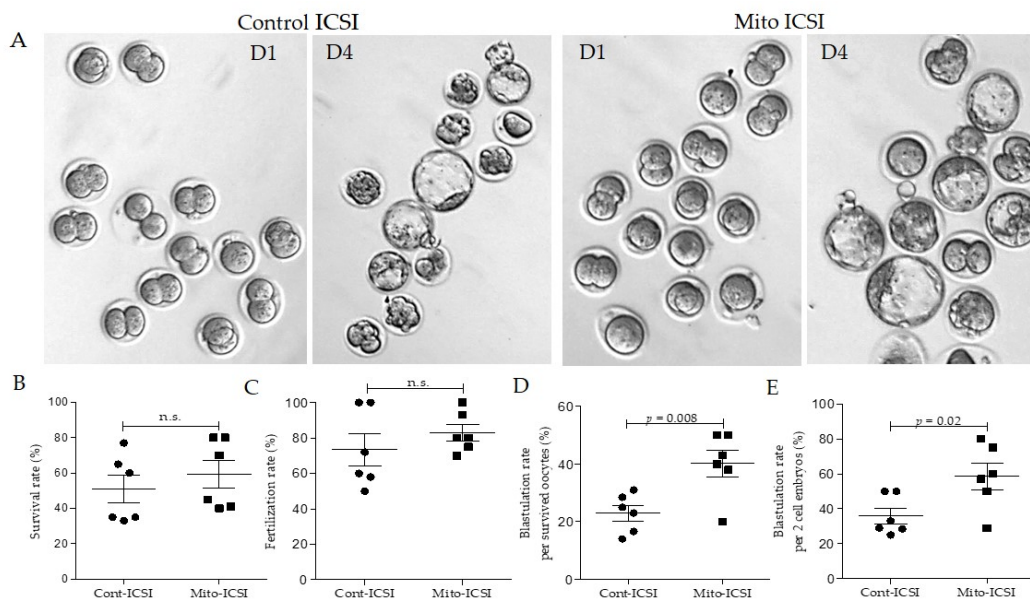 Control ICSI
Mito ICSI
A
D1
D4
D1
D4
B
C
D
E
Survival rate (%)
100
80
60
40
20
0
n.s.
Cont-ICSI Mito-ICSI
Fertilization rate (%)
100
80
60
40
20
0
n.s.
Cont-ICSI Mito-ICSI
Blastulation rate
per survived oocytes (%)
60
40
20
0
p = 0.008
Cont-ICSI Mito-ICSI
Blastulation rate
per 2 cell embryos (%)
100
80
60
40
20
0
p = 0.02
Cont-ICSI Mito-ICSI